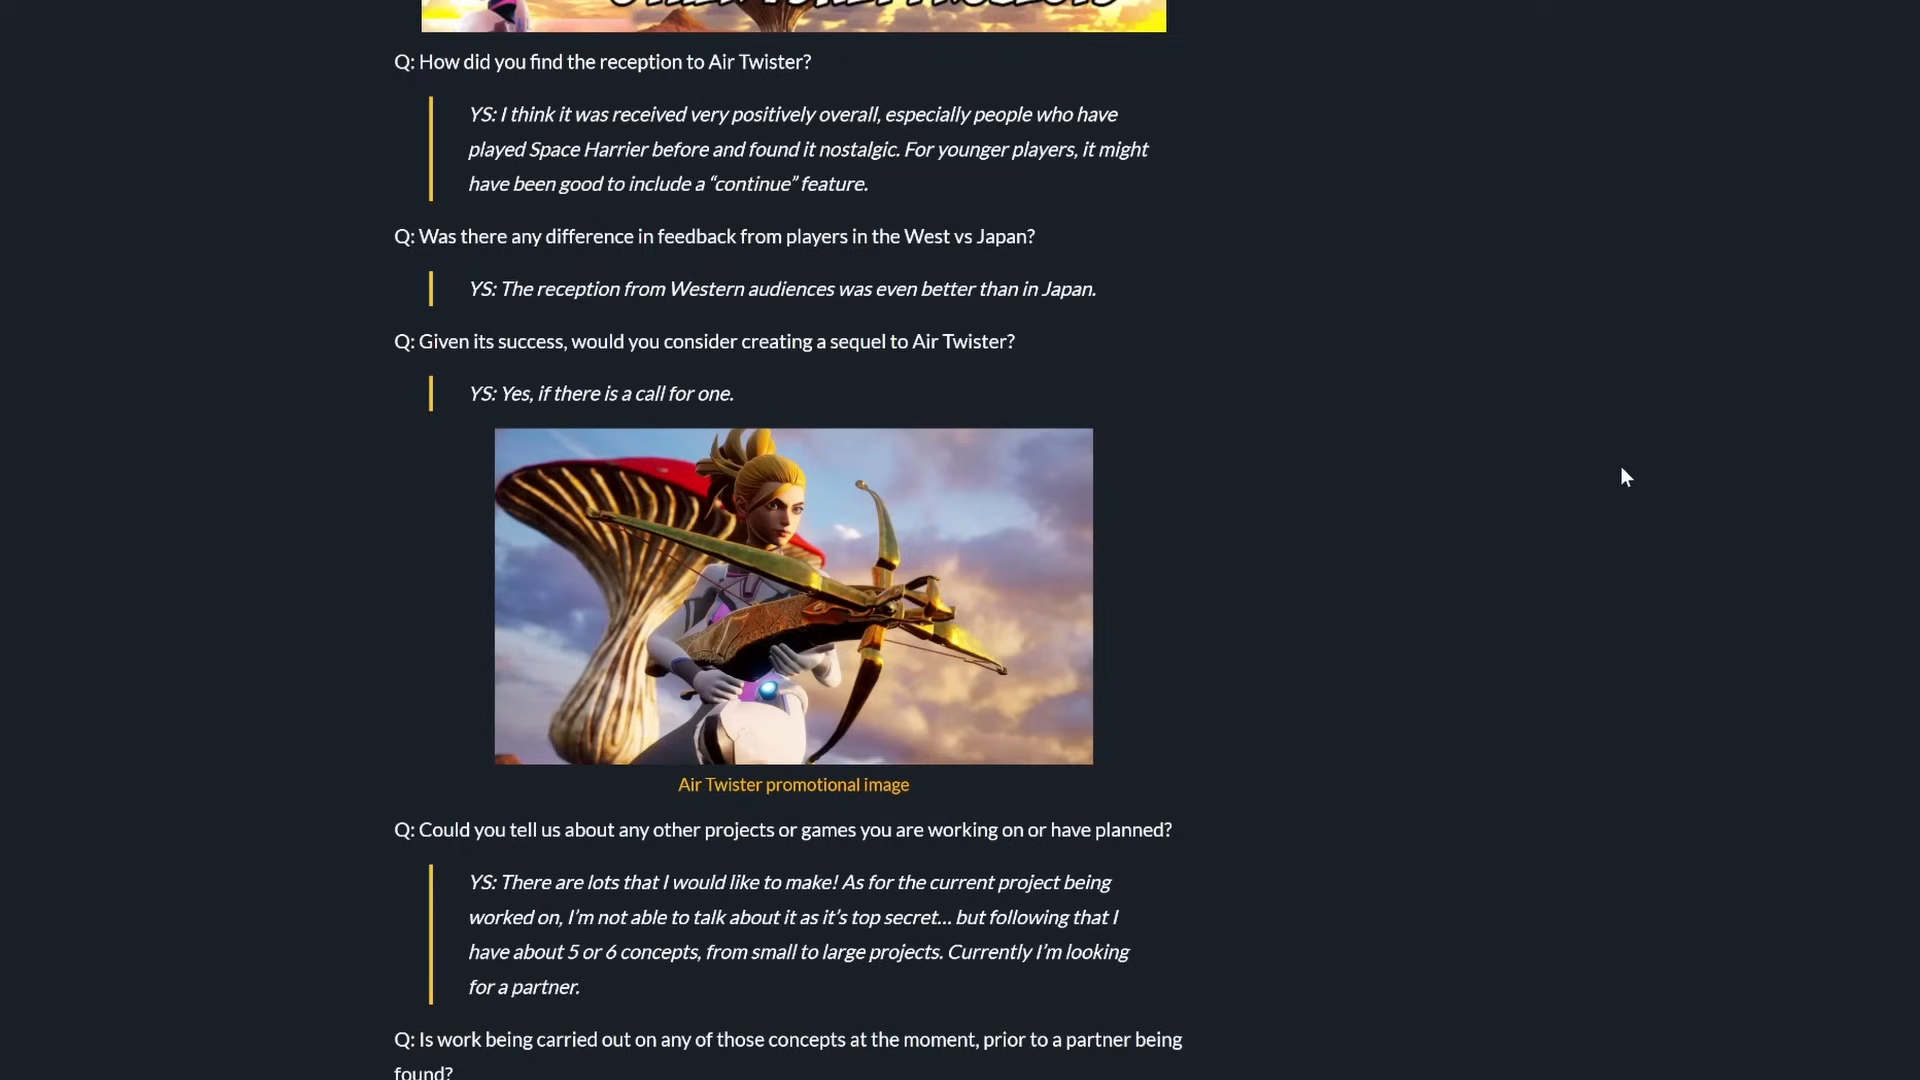 Q: How did you find the reception to Air Twister?
YS: I think it was received very positively overall, especially people who have
played Space Harrier before and found it nostalgic. For younger players, it might
have been good to include a “continue” feature.
Q: Was there any difference in feedback from players in the West vs Japan?
YS: The reception from Western audiences was even better than in Japan.
Q: Given its success, would you consider creating a sequel to Air Twister?
YS: Yes, if there is a call for one.
Air Twister promotional image
Q: Could you tell us about any other projects or games you are working on or have planned?
YS: There are lots that I would like to make! As for the current project being
worked on, I’m not able to talk about it as it’s top secret… but following that I
have about 5 or 6 concepts, from small to large projects. Currently I’m looking
for a partner.
Q: Is work being carried out on any of those concepts at the moment, prior to a partner being
found?